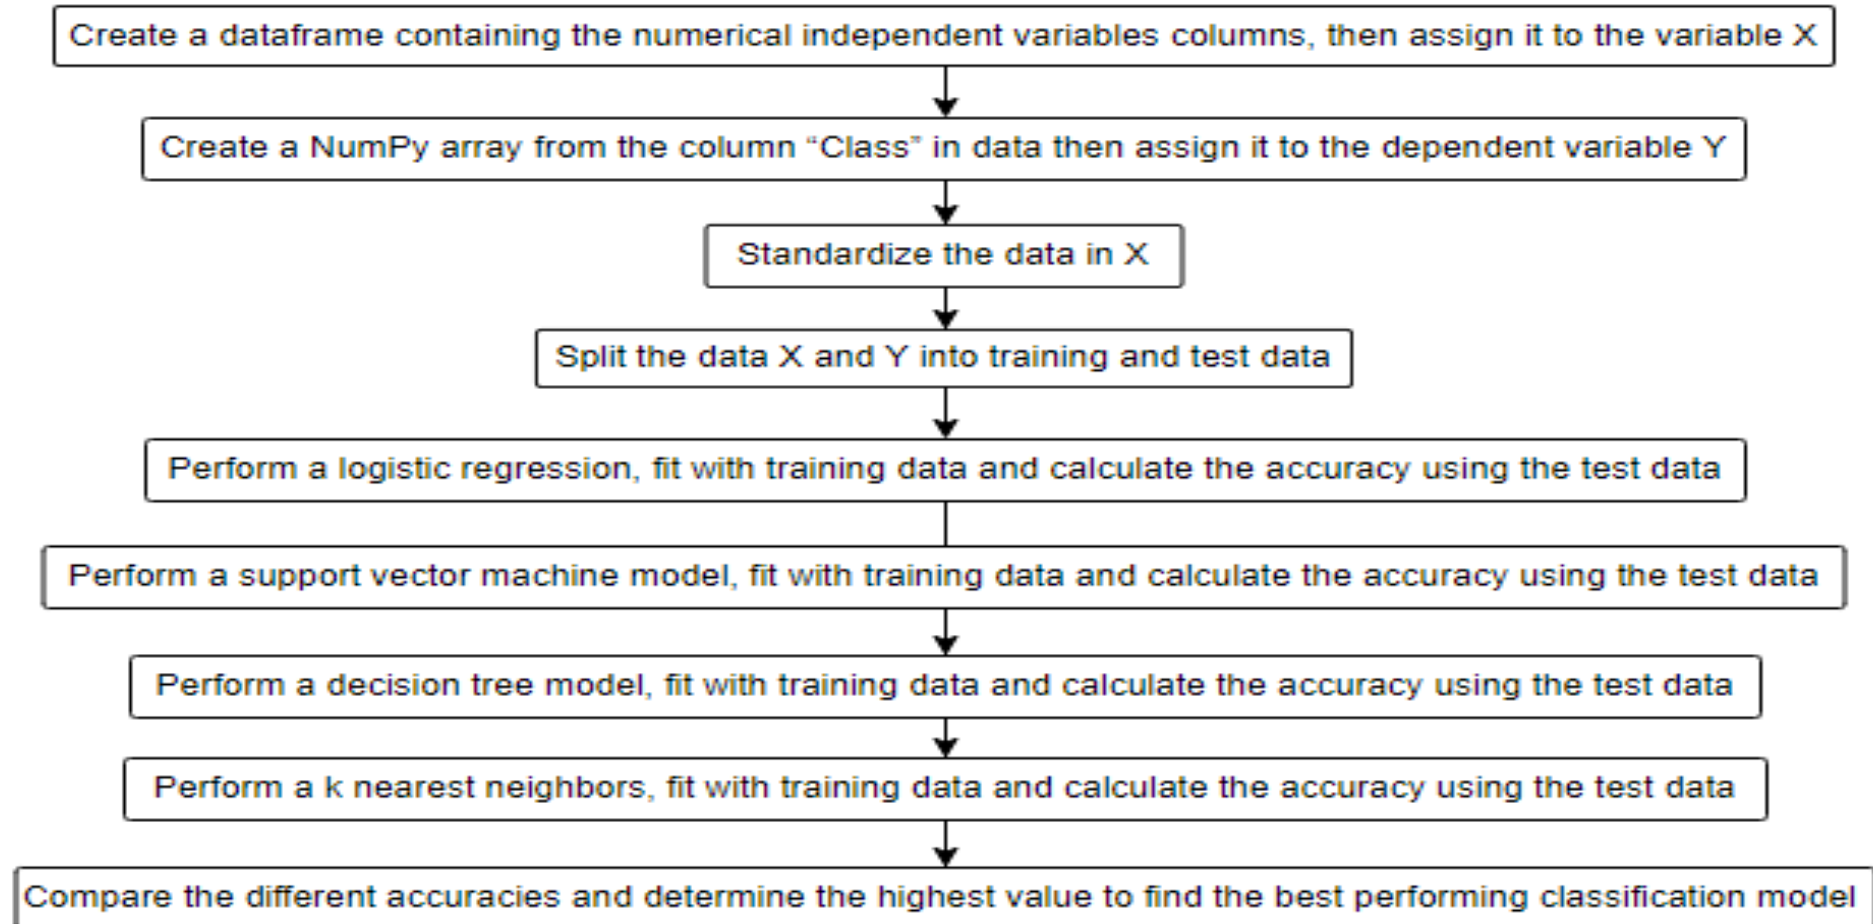 Create a dataframe containing the numerical independent variables columns, then assign it to the variable X
Create a NumPy array from the column “Class” in data then assign it to the dependent variable Y
Standardize the data in X
Split the data X and Y into training and test data
Perform a logistic regression, fit with training data and calculate the accuracy using the test data
Perform a support vector machine model, fit with training data and calculate the accuracy using the test data
Perform a decision tree model, fit with training data and calculate the accuracy using the test data
Perform a k nearest neighbors, fit with training data and calculate the accuracy using the test data
Compare the different accuracies and determine the highest value to find the best performing classification model